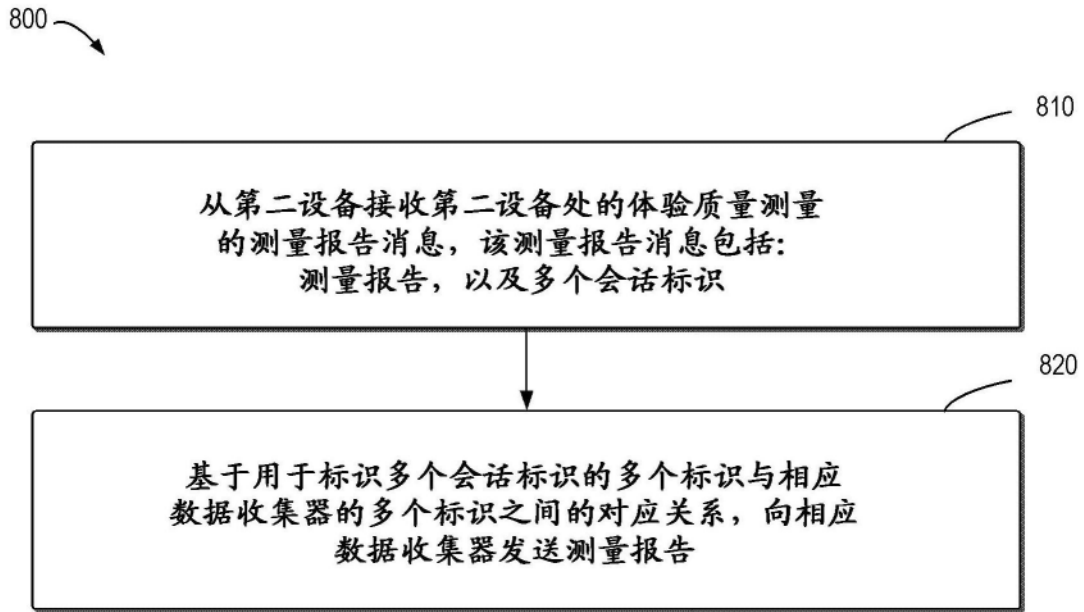 800
810
从第二设备接收第二设备处的体验质量测量
的测量报告消息，该测量报告消息包括：
测量报告，以及多个会话标识
820
基于用于标识多个会话标识的多个标识与相应
数据收集器的多个标识之间的对应关系，向相应
数据收集器发送测量报告